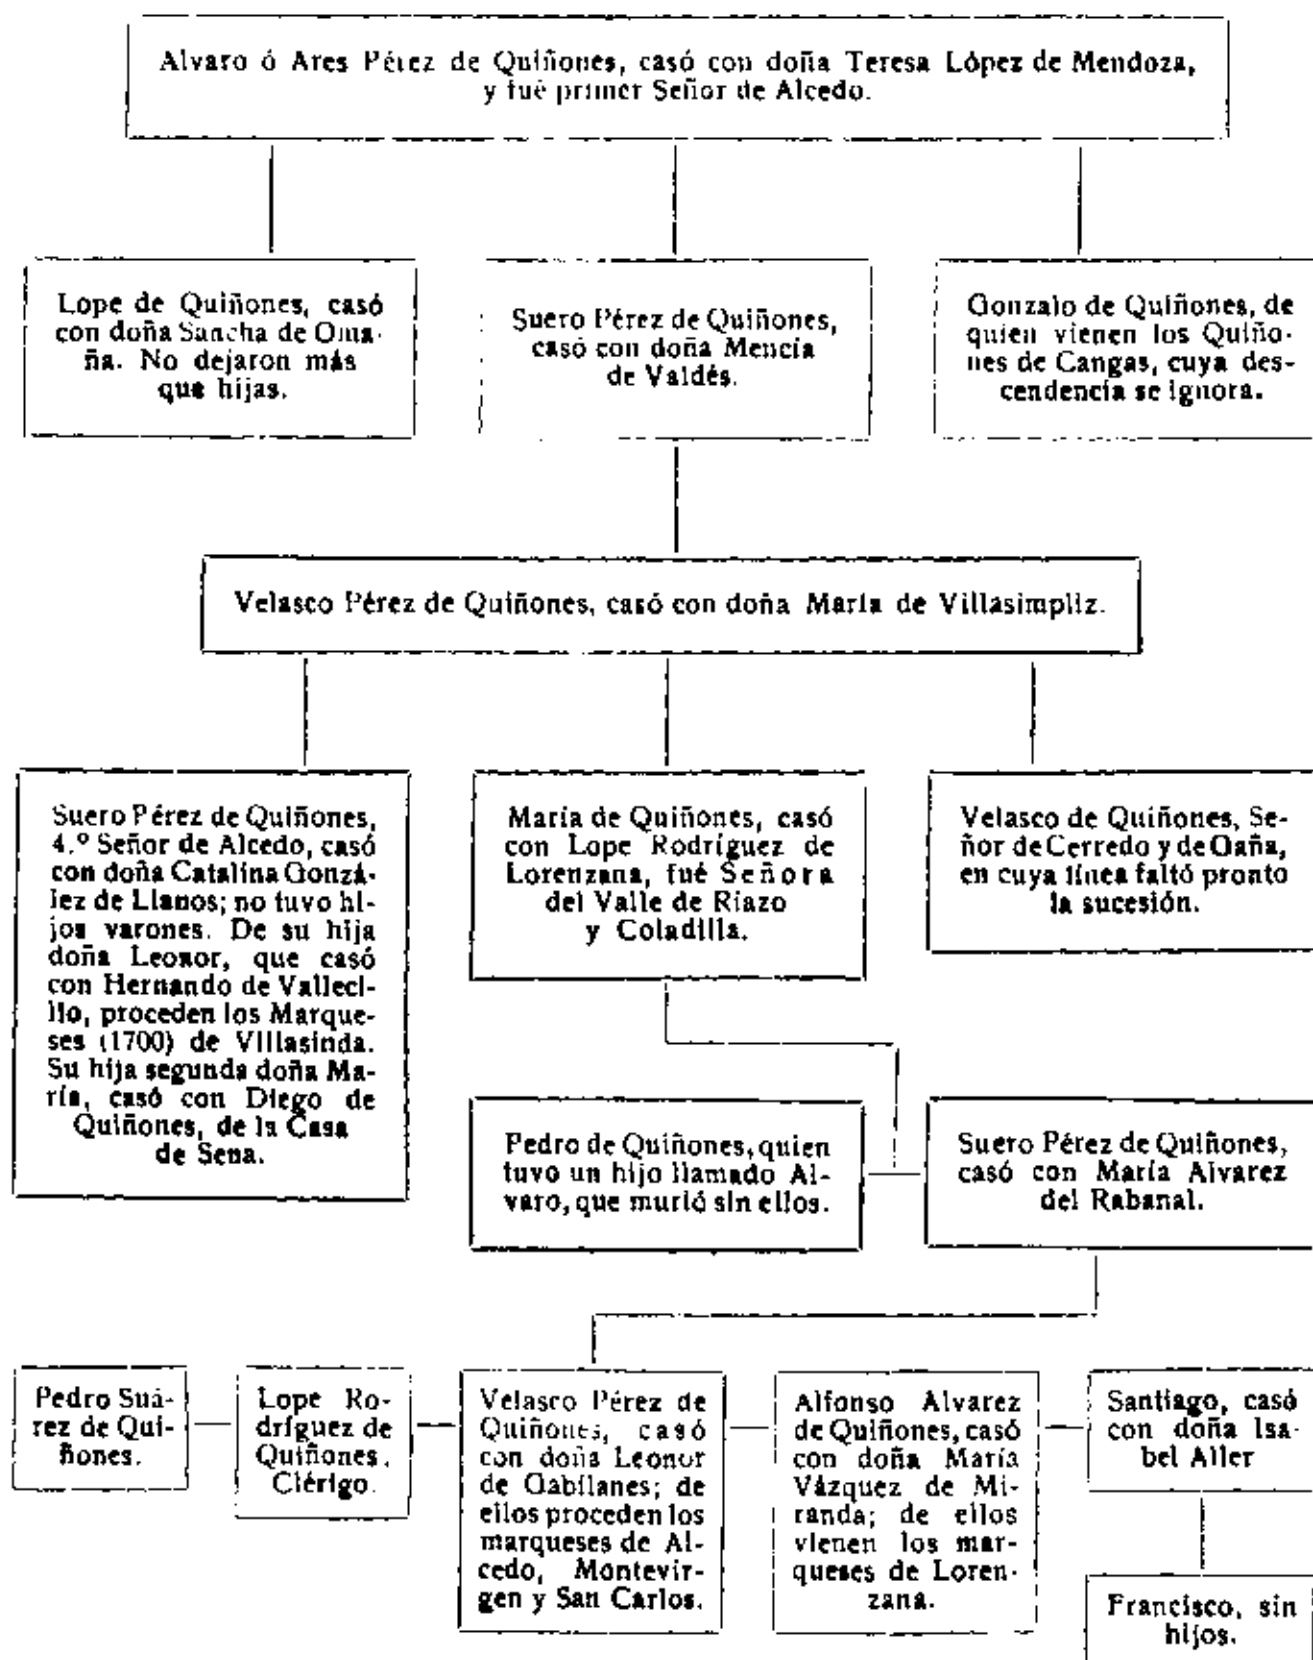 Alvaro ó Ares Pérez de Quiñones, casó con doña Teresa López de Mendoza,
y fué primer Señor de Alcedo.
Lope de Quiñones, casó
con doña Sancha de Oma-
ña. No dejaron más
que hijas.
Suero Pérez de Quiñones,
casó con doña Mencía
de Valdés.
Gonzalo de Quiñones, de
quien vienen los Quiño-
nes de Cangas, cuya des-
cendencia se ignora.
Velasco Pérez de Quiñones, casó con doña María de Villasimpliz.
Suero Pérez de Quiñones,
4.º Señor de Alcedo, casó
con doña Catalina Gonzá-
lez de Llanos; no tuvo hi-
jos varones. De su hija
doña Leonor, que casó
con Hernando de Valleci-
llo, proceden los Marque-
ses (1700) de Villasinda.
Su hija segunda doña Ma-
ría, casó con Diego de
Quiñones, de la Casa
de Sena.
María de Quiñones, casó
con Lope Rodríguez de
Lorenzana, fué Señora
del Valle de Riazo
y Coladilla.
Velasco de Quiñones, Se-
ñor de Cerredo y de Oaña,
en cuya línea faltó pronto
la sucesión.
Pedro de Quiñones, quien
tuvo un hijo llamado Al-
varo, que murió sin ellos.
Suero Pérez de Quiñones,
casó con María Alvarez
del Rabanal.
Pedro Suá-
rez de Qui-
ñones.
Lope Ro-
dríguez de
Quiñones,
Clérigo.
Velasco Pérez de
Quiñones, casó
con doña Leonor
de Gabilanes; de
ellos proceden los
marqueses de Al-
cedo, Montevir-
gen y San Carlos.
Alfonso Alvarez
de Quiñones, casó
con doña María
Vázquez de Mi-
randa; de ellos
vienen los mar-
queses de Loren-
zana.
Santiago, casó
con doña Isa-
bel Aller
Francisco, sin
hijos.